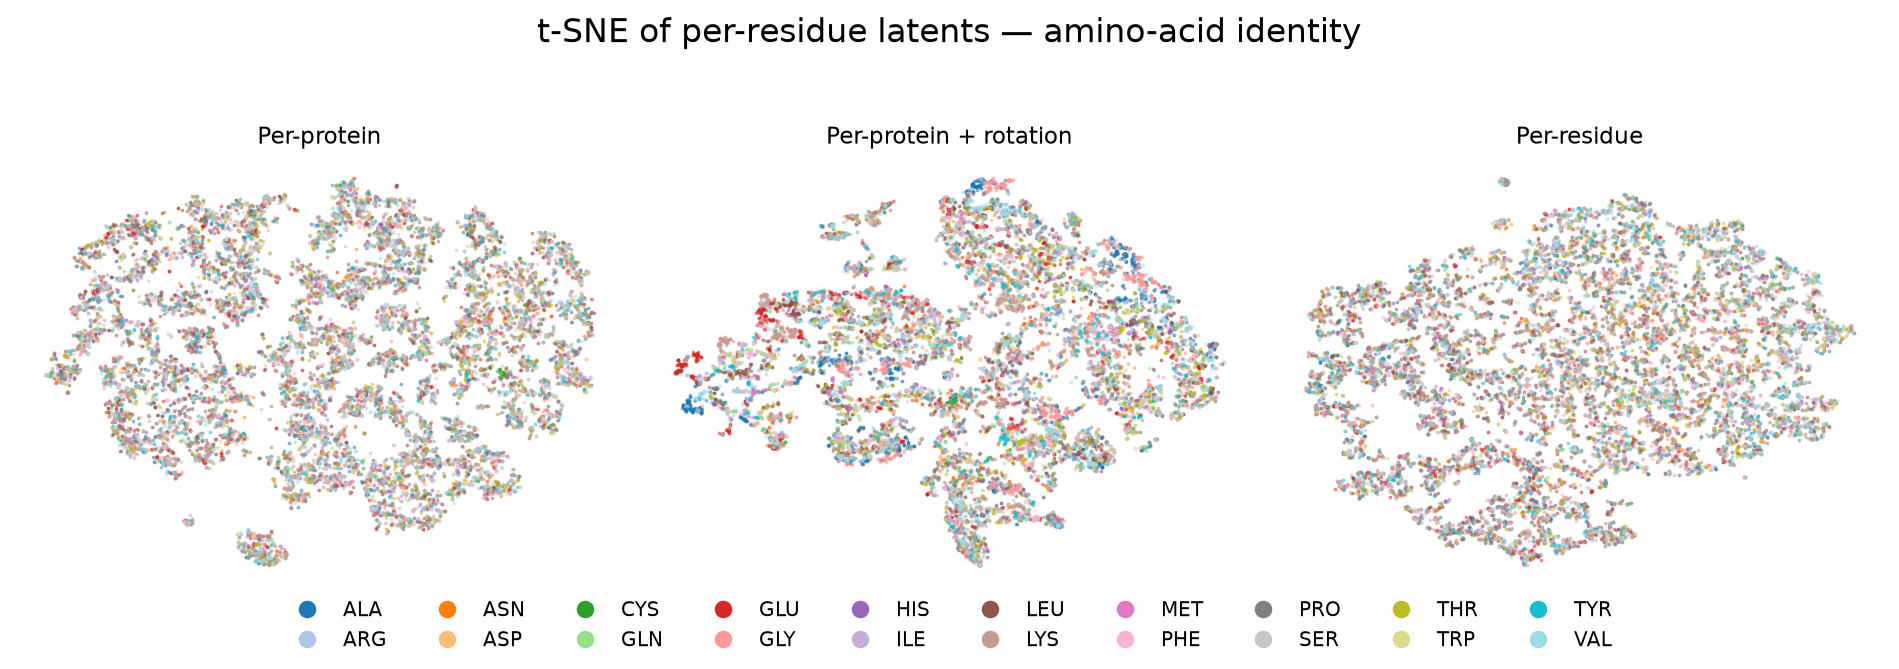 t-SNE of per-residue latents — amino-acid identity
Per-protein
Per-protein + rotation
Per-residue
ALA ASN CYS GLU HIS LEU MET PRO THR TYR
ARG ASP GLN GLY ILE LYS PHE SER TRP VAL